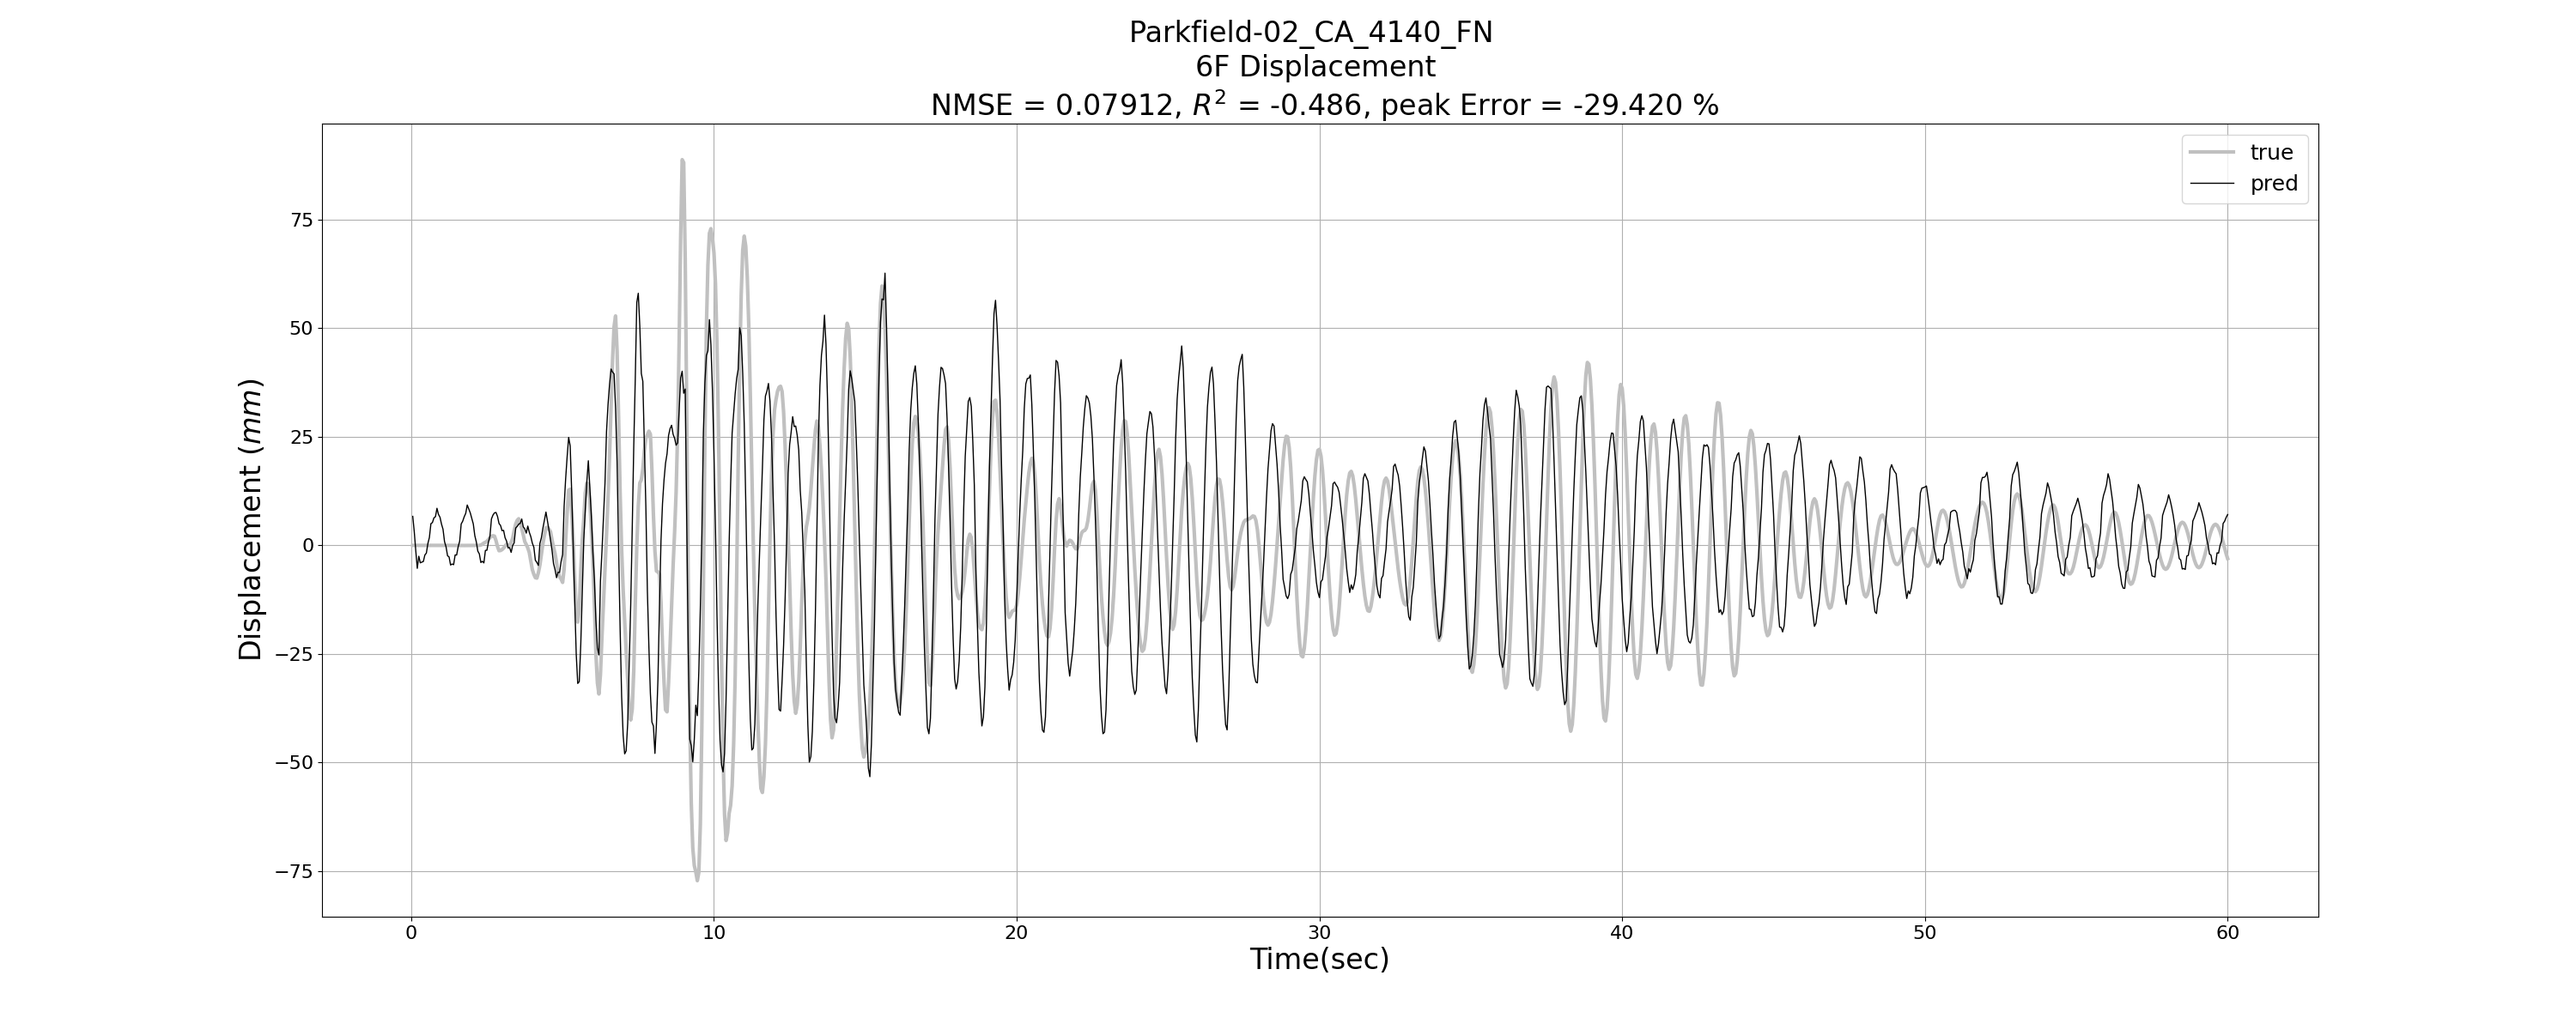 Parkfield-02_CA_4140_FN
6F Displacement
NMSE = 0.07912, R² = -0.486, peak Error = -29.420 %
true
pred
Displacement (mm)
75
50
25
0
−25
−50
−75
0 10 20 30 40 50 60
Time(sec)